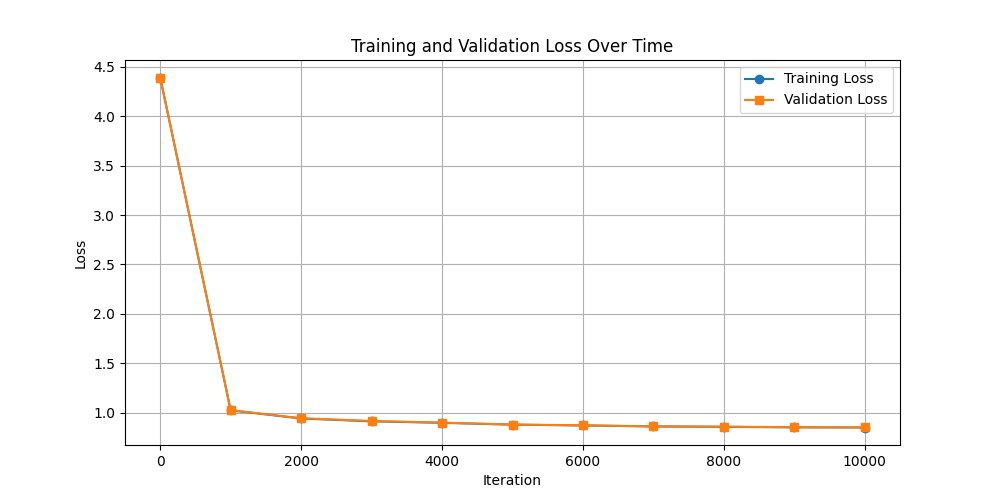 Training and Validation Loss Over Time
Training Loss
Validation Loss
4.5
4.0
3.5
3.0
2.5
2.0
1.5
1.0
Loss
0
2000
4000
6000
8000
10000
Iteration